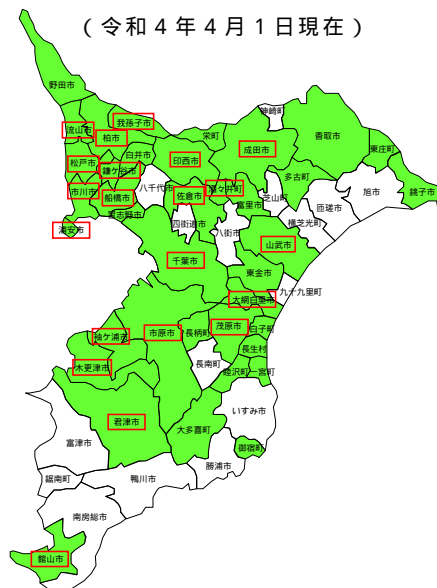 （令和４年４月１日現在）
野田市
神崎町
我孫子市
流山市
柏市
栄町
成田市
香取市
東庄町
松戸市
鎌ケ谷市
白井市
印西市
多古町
旭市
銚子市
市川市
船橋市
八千代市
佐倉市
酒々井町
富里市
芝山町
匝瑳市
習志野市
浦安市
四街道市
八街市
横芝光町
山武市
千葉市
東金市
九十九里町
大網白里市
袖ケ浦市
市原市
長柄町
茂原市
白子町
長生村
木更津市
長南町
睦沢町
一宮町
君津市
大多喜町
いすみ市
富津市
御宿町
勝浦市
鋸南町
鴨川市
南房総市
館山市